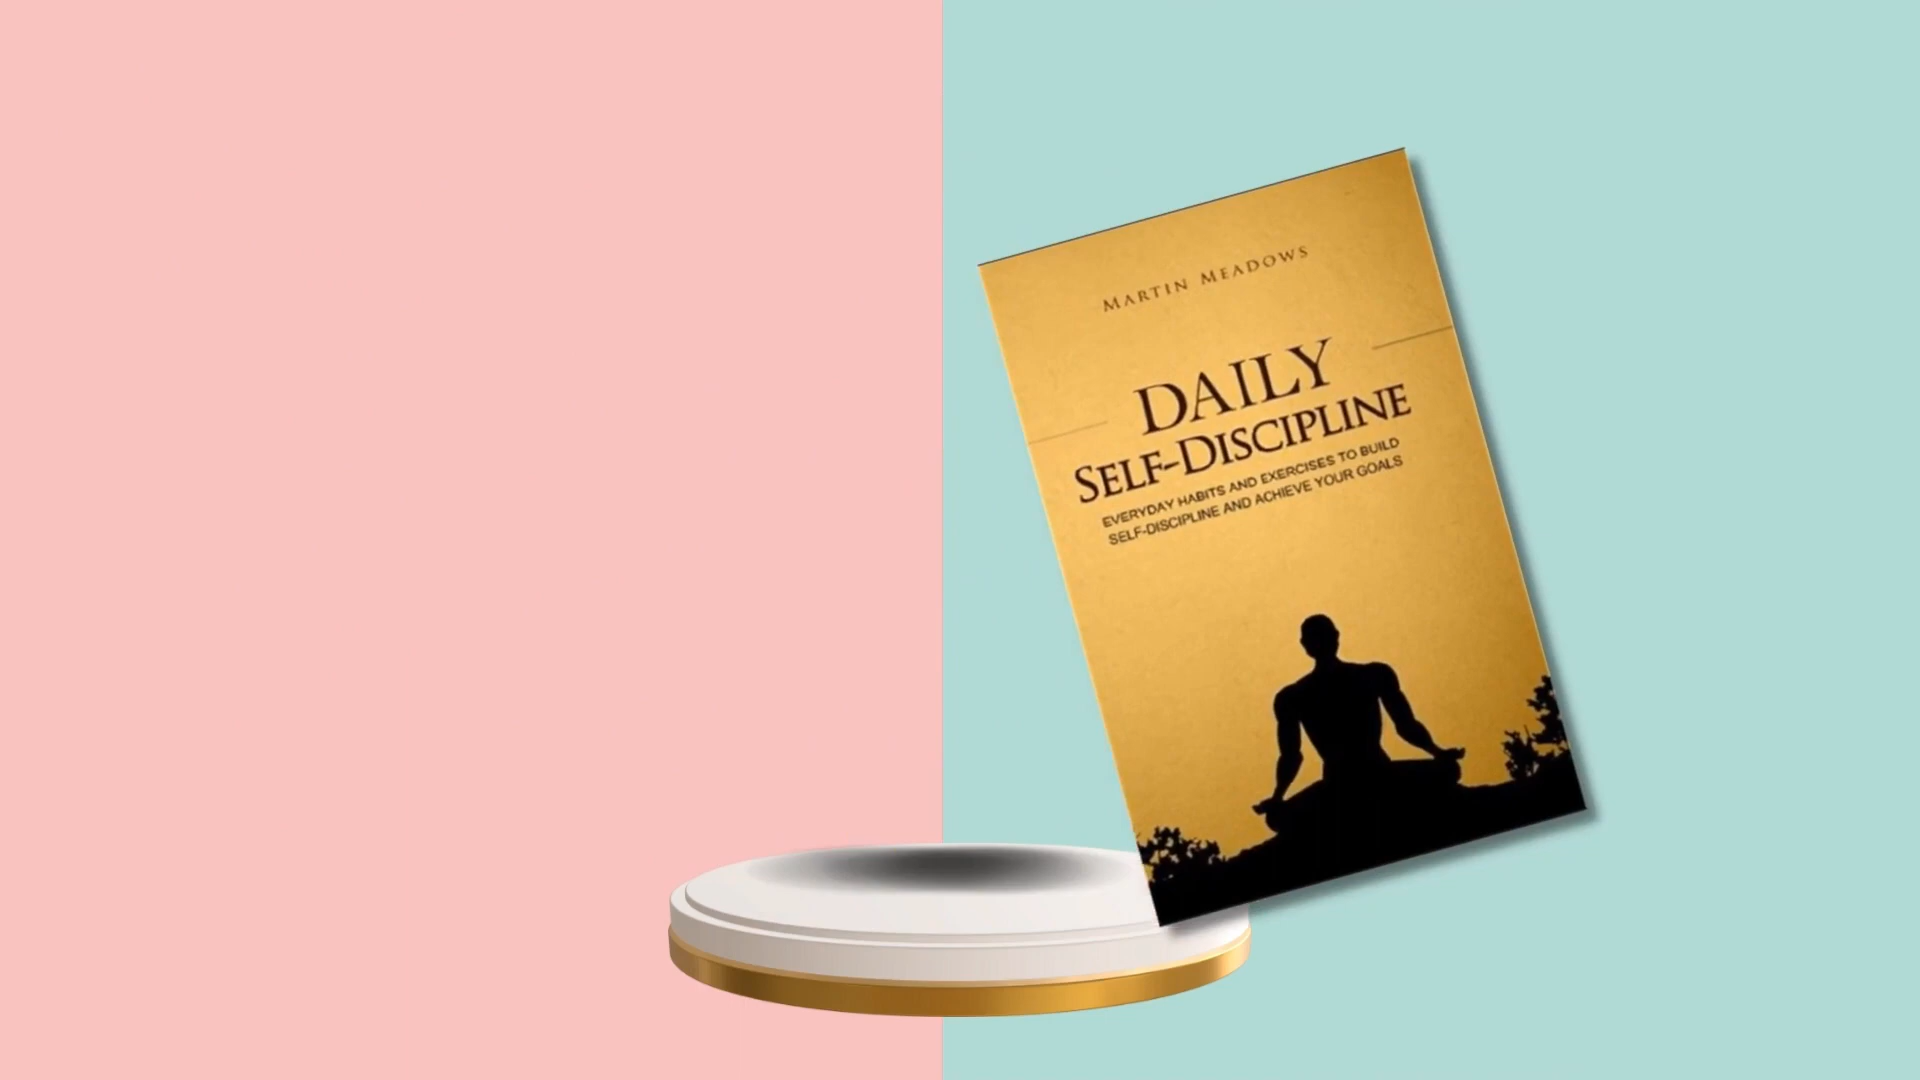 MARTIN MEADOWS
DAILY
SELF-DISCIPLINE
EVERYDAY HABITS AND EXERCISES TO BUILD
SELF-DISCIPLINE AND ACHIEVE YOUR GOALS